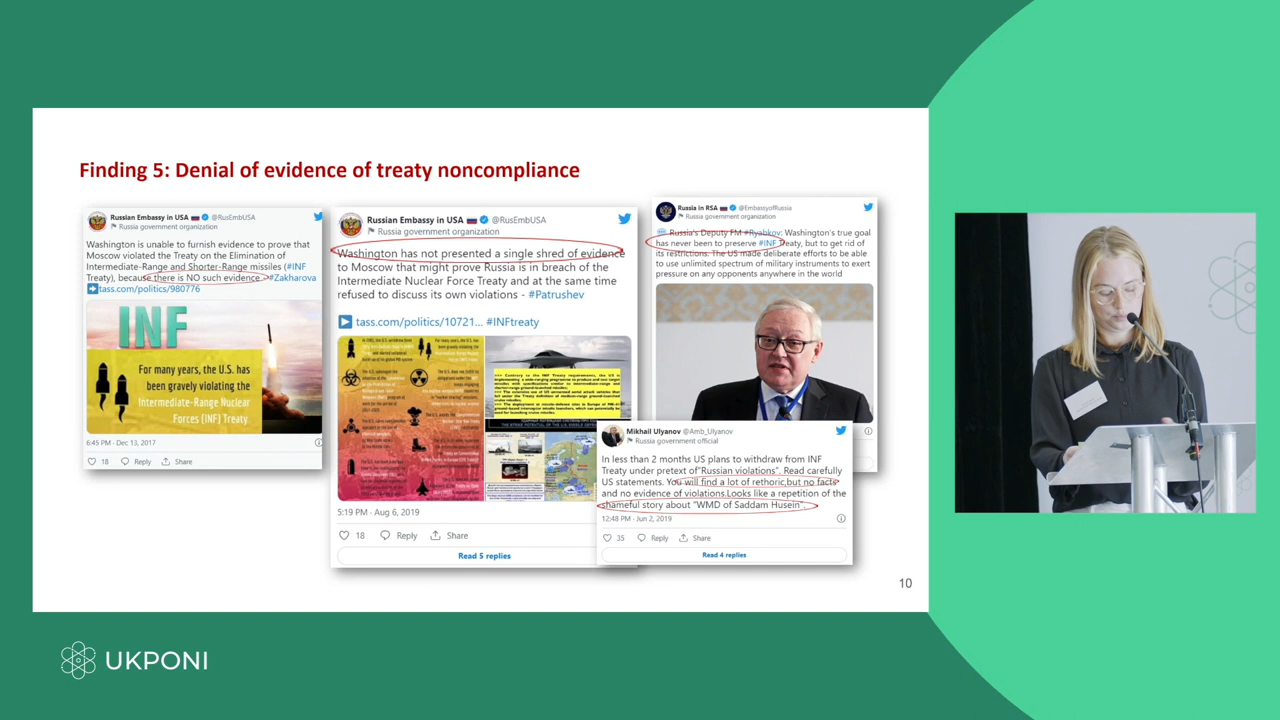 Finding 5: Denial of evidence of treaty noncompliance
Russian Embassy in USA @RusEmbUSA
Russia government organization
Washington is unable to furnish evidence to prove that
Moscow violated the Treaty on the Elimination of
Intermediate-Range and Shorter-Range missiles (#INF
Treaty), because there is NO such evidence - #Zakharova
tass.com/politics/980776
INF
For many years, the U.S. has
been gravely violating the
Intermediate-Range Nuclear
Forces (INF) Treaty.
6:45 PM · Dec 13, 2017
18 Reply Share
Russian Embassy in USA @RusEmbUSA
Russia government organization
Washington has not presented a single shred of evidence
to Moscow that might prove Russia is in breach of the
Intermediate Nuclear Force Treaty and at the same time
refused to discuss its own violations - #Patrushev
tass.com/politics/10721... #INFtreaty
5:19 PM · Aug 6, 2019
18 Reply Share
Read 5 replies
Russia in RSA @EmbassyofRussia
Russia government organization
Russia's Deputy FM #Ryabkov: Washington's true goal
has never been to preserve #INF Treaty, but to get rid of
its restrictions. The US made deliberate efforts to be able
to use unlimited spectrum of military instruments to exert
pressure on any opponents anywhere in the world
Mikhail Ulyanov @Amb_Ulyanov
Russia government official
In less than 2 months US plans to withdraw from INF
Treaty under pretext of"Russian violations". Read carefully
US statements. You will find a lot of rethoric,but no facts
and no evidence of violations.Looks like a repetition of the
shameful story about "WMD of Saddam Husein".
12:48 PM · Jun 2, 2019
35 Reply Share
Read 4 replies
10
UKPONI